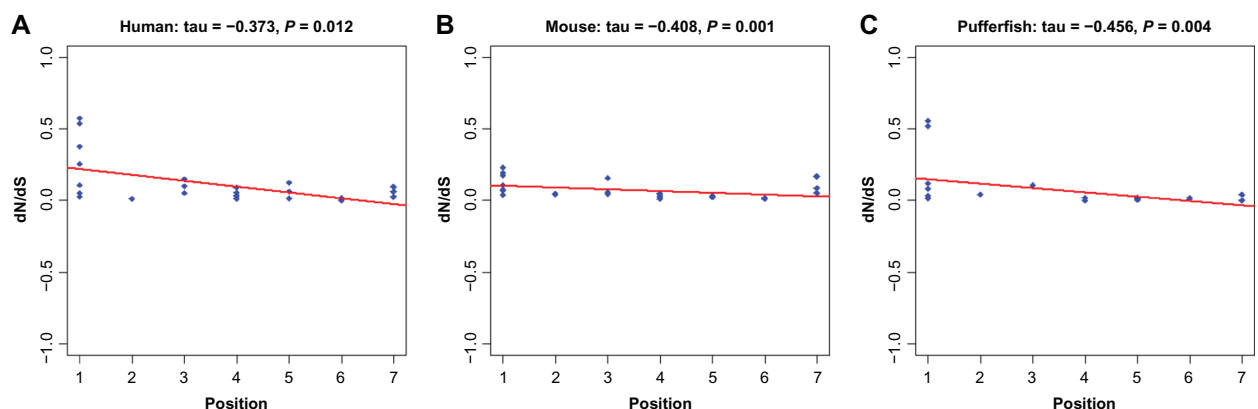 A
Human: tau = −0.373, P = 0.012
dN/dS
1.0
0.5
0.0
−0.5
−1.0
1 2 3 4 5 6 7
Position
B
Mouse: tau = −0.408, P = 0.001
dN/dS
1.0
0.5
0.0
−0.5
−1.0
1 2 3 4 5 6 7
Position
C
Pufferfish: tau = −0.456, P = 0.004
dN/dS
1.0
0.5
0.0
−0.5
−1.0
1 2 3 4 5 6 7
Position